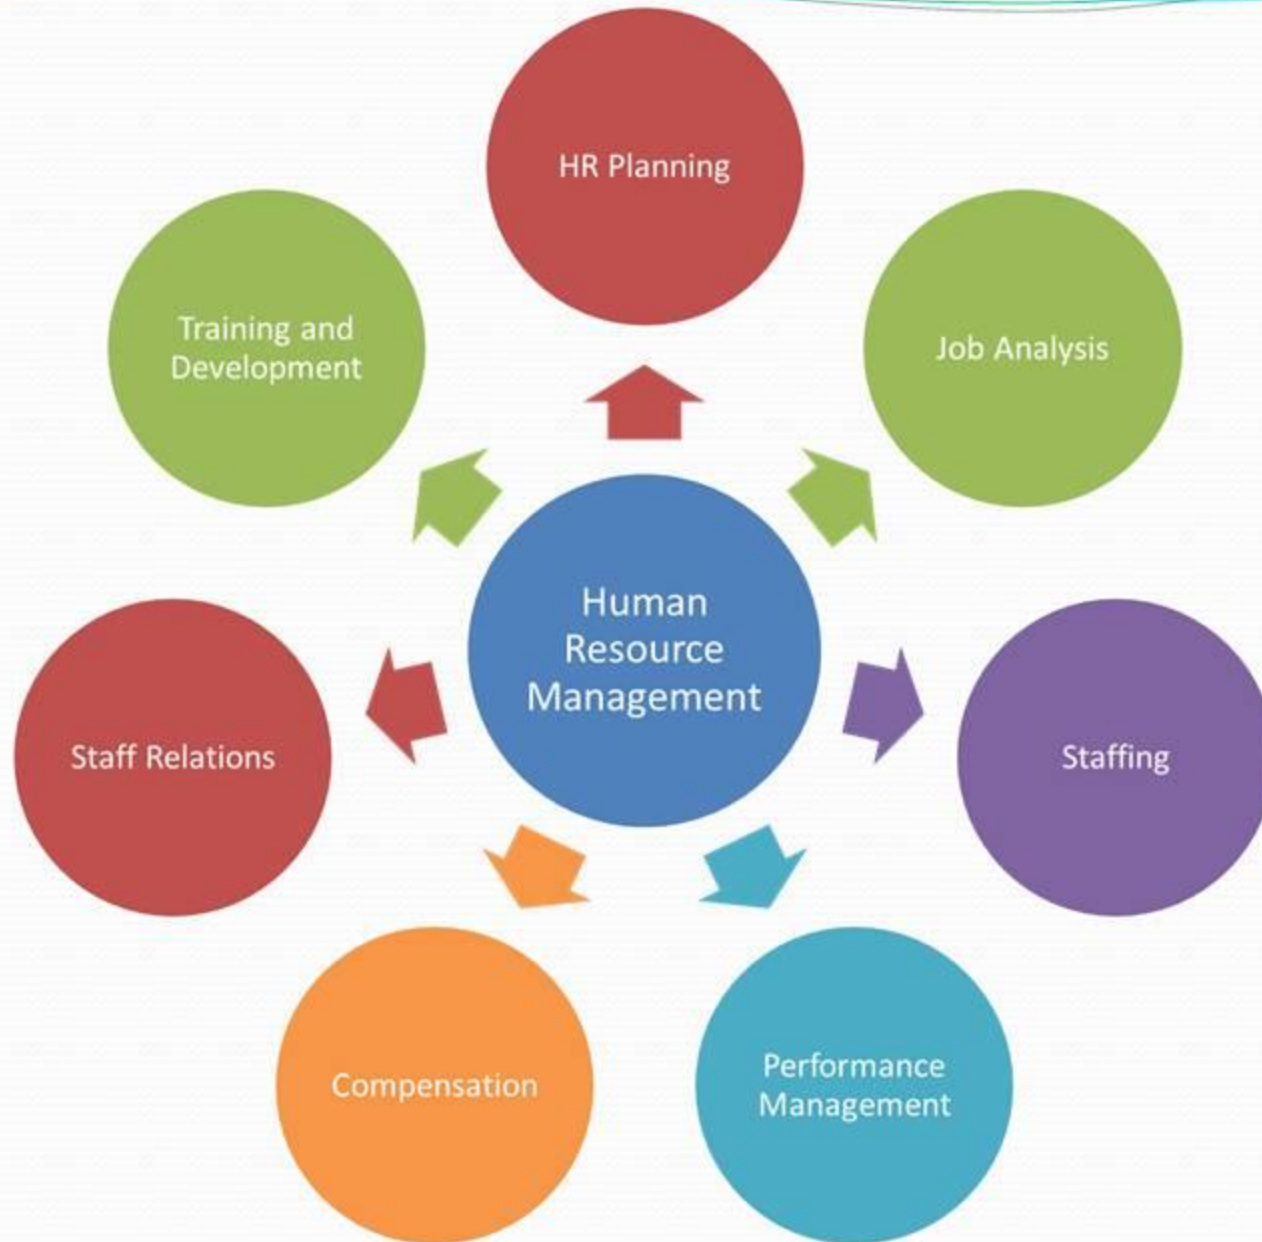 HR Planning
Job Analysis
Staffing
Performance
Management
Compensation
Staff Relations
Training and
Development
Human
Resource
Management